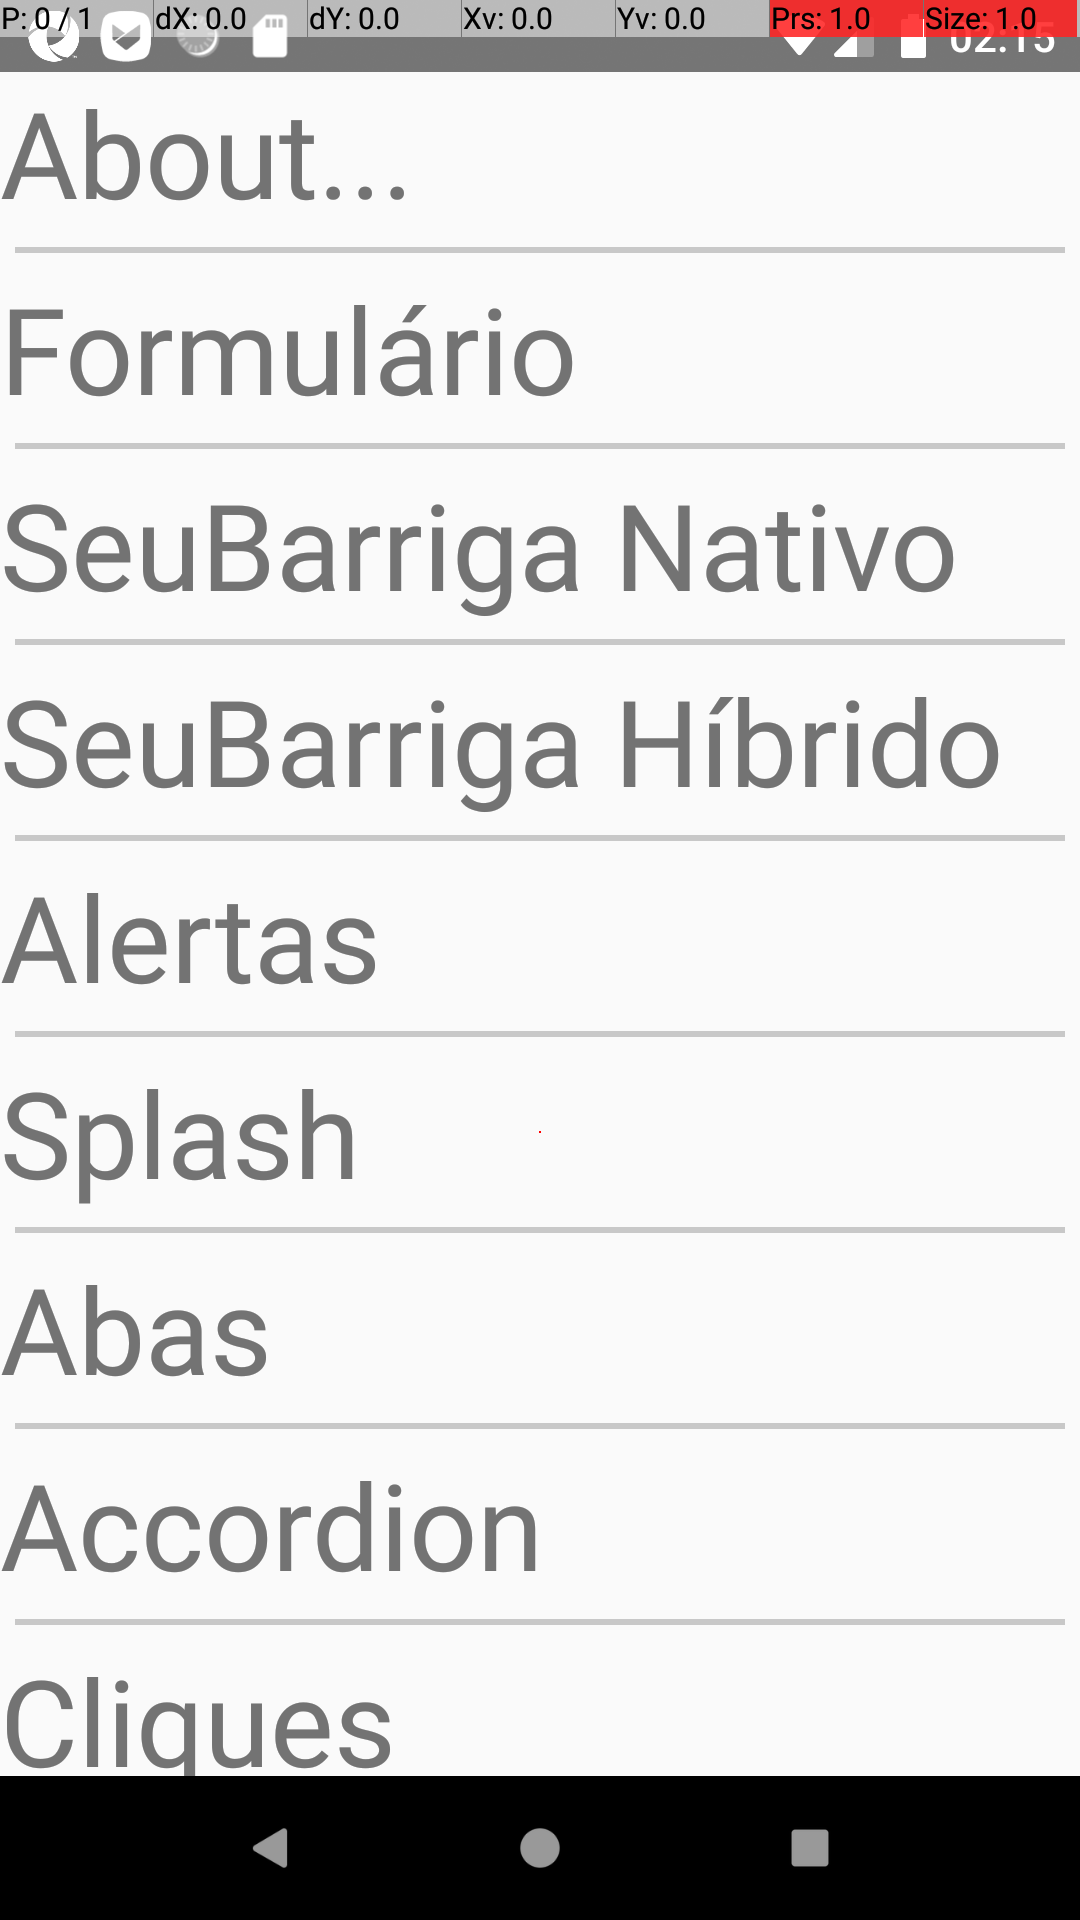 P: 0 / 1 dX: 0.0 dY: 0.0 Xv: 0.0 Yv: 0.0 Prs: 1.0 Size: 1.0
02:15
About...
Formulário
SeuBarriga Nativo
SeuBarriga Híbrido
Alertas
Splash
Abas
Accordion
Cliques